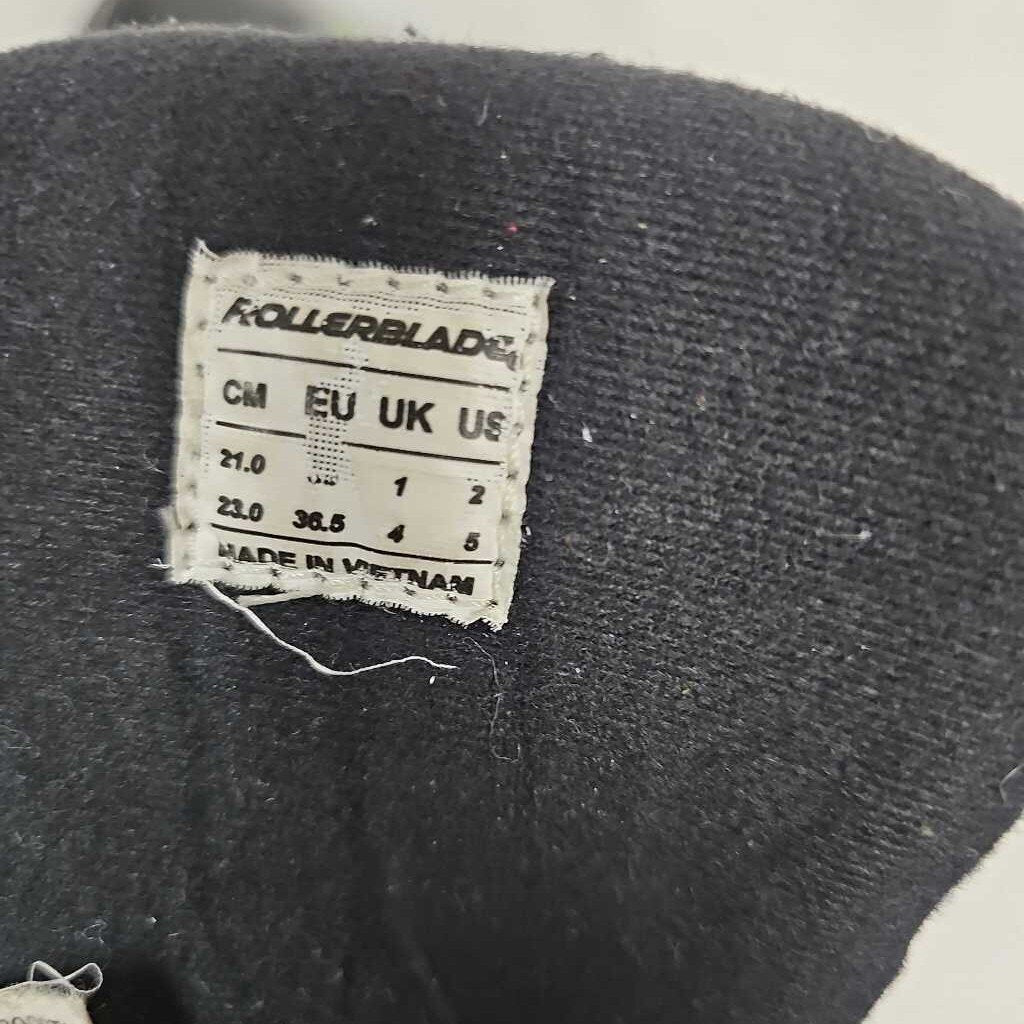 ROLLERBLADE
CM EU UK US
21.0 1 2
23.0 36.5 4 5
MADE IN VIETNAM